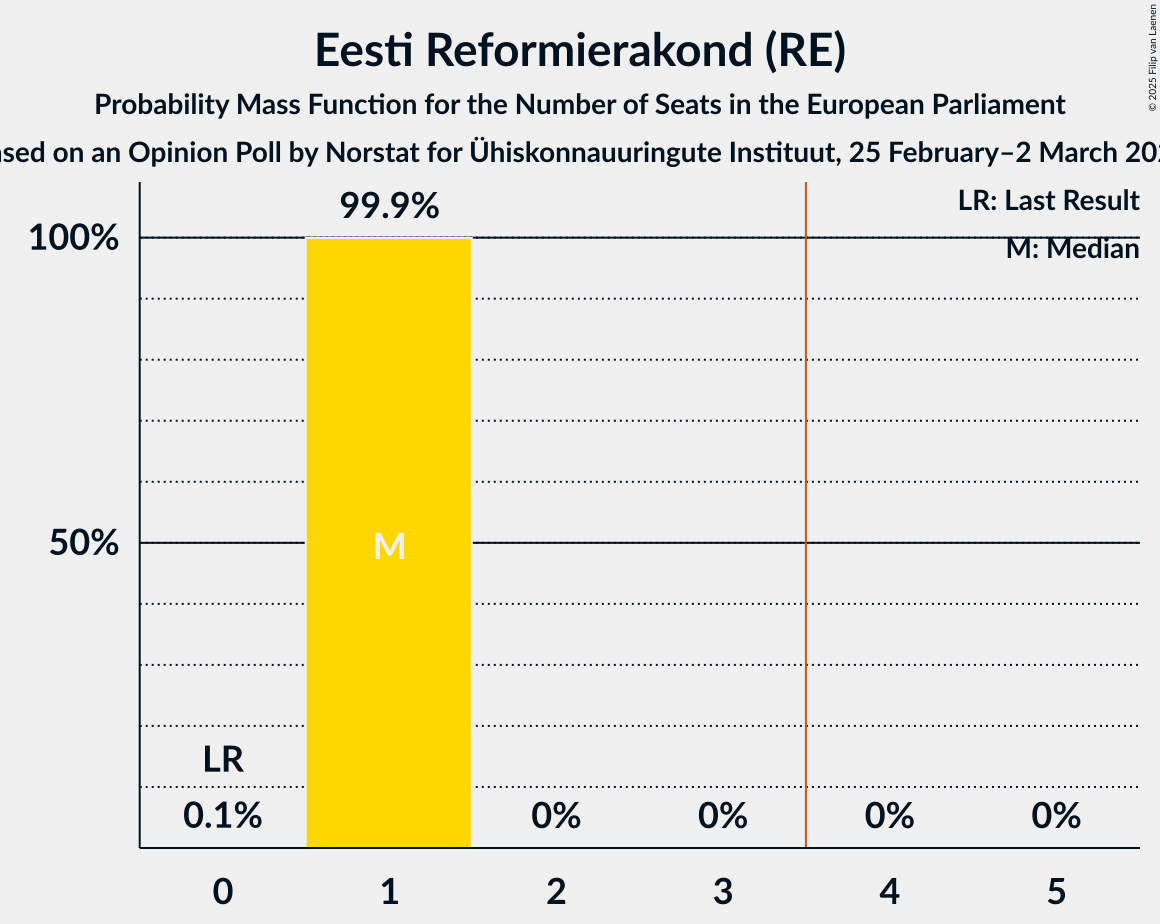 Eesti Reformierakond (RE)
Probability Mass Function for the Number of Seats in the European Parliament
on an Opinion Poll by Norstat for Ühiskonnauuringute Instituut, 25 February–2 March
© 2025 Filip van Laenen
LR: Last Result
M: Median
99.9%
100%
50%
M
LR
0.1%
0%
0%
0%
0%
0
1
2
3
4
5